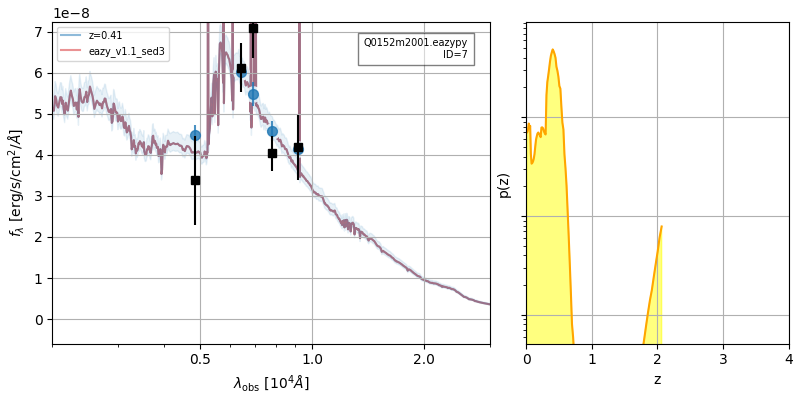 1e−8
z=0.41
eazy_v1.1_sed3
Q0152m2001.eazypy
ID=7
7
6
5
4
3
2
1
0
f_λ [erg/s/cm²/Å]
0.5
1.0
2.0
λ_obs [10⁴Å]
p(z)
0
1
2
3
4
z